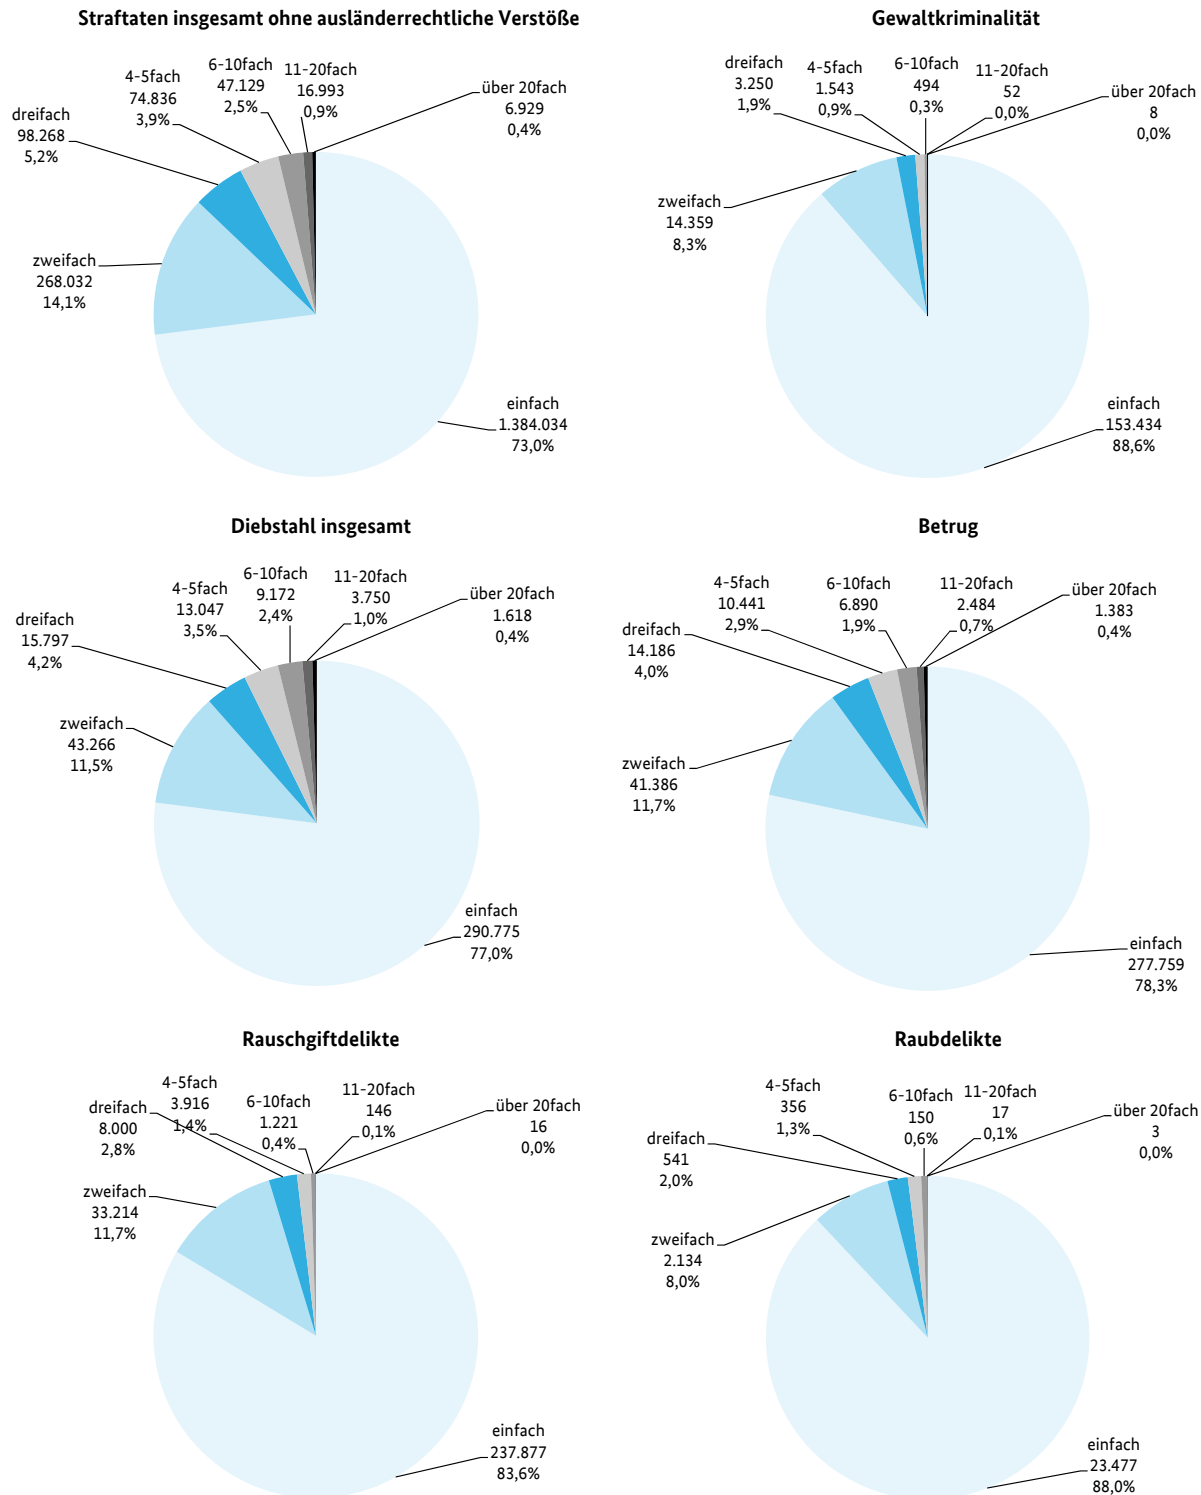 Straftaten insgesamt ohne ausländerrechtliche Verstöße
dreifach
98.268
5,2%
4-5fach
74.836
3,9%
6-10fach
47.129
2,5%
11-20fach
16.993
0,9%
über 20fach
6.929
0,4%
zweifach
268.032
14,1%
einfach
1.384.034
73,0%
Gewaltkriminalität
dreifach
3.250
1,9%
4-5fach
1.543
0,9%
6-10fach
494
0,3%
11-20fach
52
0,0%
über 20fach
8
0,0%
zweifach
14.359
8,3%
einfach
153.434
88,6%
Diebstahl insgesamt
dreifach
15.797
4,2%
4-5fach
13.047
3,5%
6-10fach
9.172
2,4%
11-20fach
3.750
1,0%
über 20fach
1.618
0,4%
zweifach
43.266
11,5%
einfach
290.775
77,0%
Betrug
dreifach
14.186
4,0%
4-5fach
10.441
2,9%
6-10fach
6.890
1,9%
11-20fach
2.484
0,7%
über 20fach
1.383
0,4%
zweifach
41.386
11,7%
einfach
277.759
78,3%
Rauschgiftdelikte
dreifach
8.000
2,8%
4-5fach
3.916
1,4%
6-10fach
1.221
0,4%
11-20fach
146
0,1%
über 20fach
16
0,0%
zweifach
33.214
11,7%
einfach
237.877
83,6%
Raubdelikte
dreifach
541
2,0%
4-5fach
356
1,3%
6-10fach
150
0,6%
11-20fach
17
0,1%
über 20fach
3
0,0%
zweifach
2.134
8,0%
einfach
23.477
88,0%